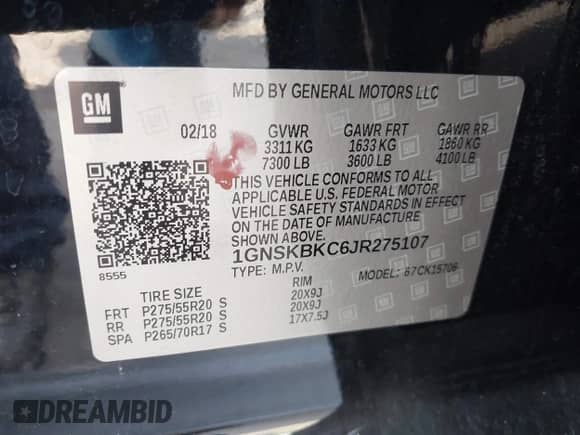 GM
MFD BY GENERAL MOTORS LLC
02/18 GVWR GAWR FRT GAWR RR
3311 KG 1633 KG 1860 KG
7300 LB 3600 LB 4100 LB
THIS VEHICLE CONFORMS TO ALL
APPLICABLE U.S. FEDERAL MOTOR
VEHICLE SAFETY STANDARDS IN EFFECT
ON THE DATE OF MANUFACTURE
SHOWN ABOVE.
1GNSKBKC6JR275107
TYPE: M.P.V. MODEL: 67CK15706
8555
TIRE SIZE RIM
FRT P275/55R20 S 20X9J
RR P275/55R20 S 20X9J
SPA P265/70R17 S 17X7.5J
DREAMBID